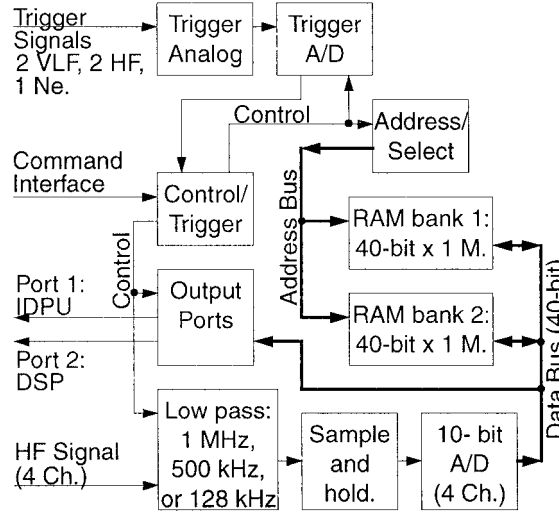 Trigger
Signals
2 VLF, 2 HF,
1 Ne.
Trigger
Analog
Trigger
A/D
Control
Address/
Select
Command
Interface
Control/
Trigger
Address Bus
RAM bank 1:
40-bit x 1 M.
Control
Port 1:
IDPU
Output
Ports
RAM bank 2:
40-bit x 1 M.
Port 2:
DSP
Data Bus (40-bit)
Low pass:
1 MHz,
500 kHz,
or 128 kHz
HF Signal
(4 Ch.)
Sample
and
hold.
10- bit
A/D
(4 Ch.)